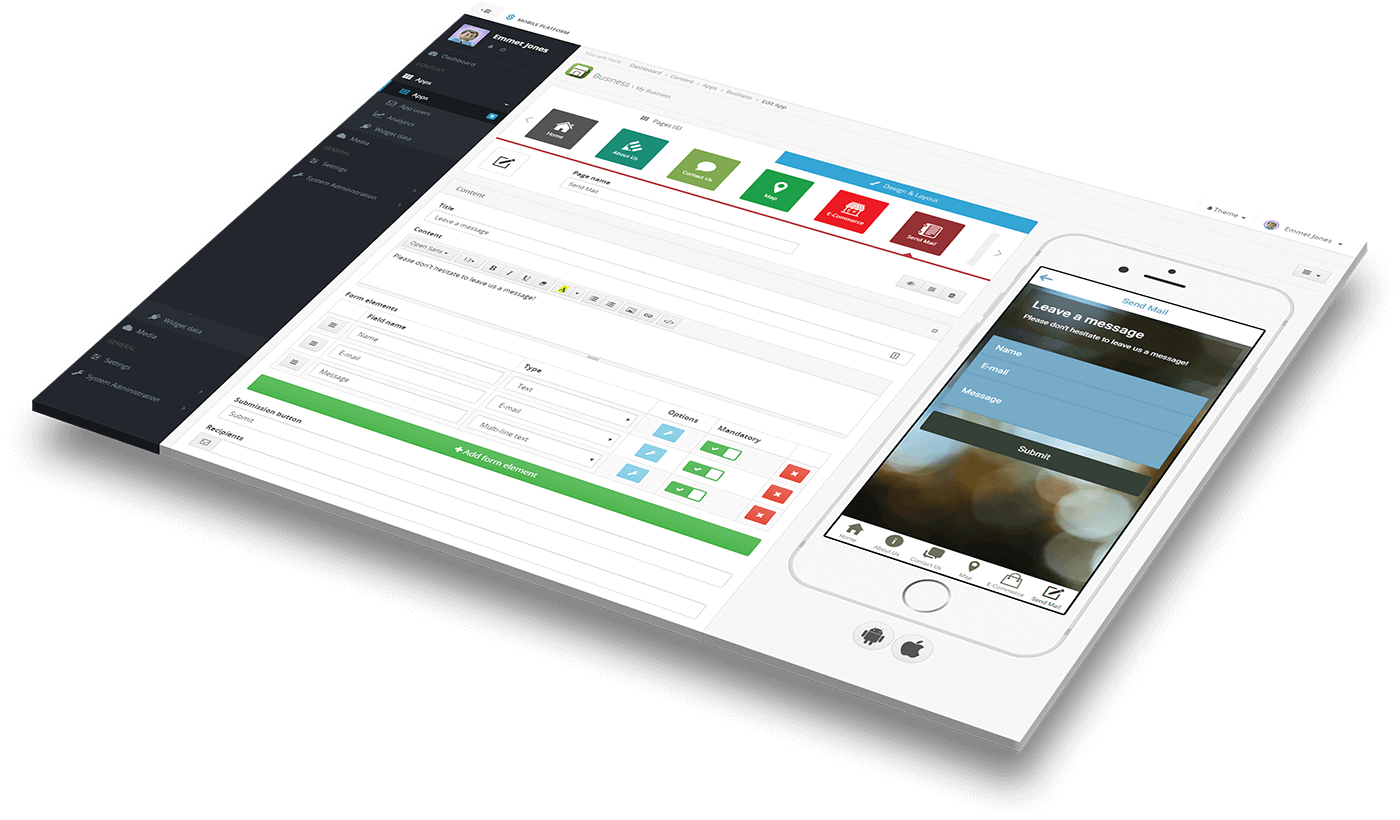 MOBILE PLATFORM
Emmet Jones
Dashboard
CONTENT
Apps
Apps
App users
Analytics
Widget data
Media
GENERAL
Settings
System Administration
Widget data
Media
GENERAL
Settings
System Administration
You are here: Dashboard > Content > Apps > Business > Edit App
Business \ My Business
Theme
Emmet Jones
Pages (6)
Design & Layout
Home
About Us
Contact Us
Map
E-Commerce
Send Mail
Page name
Send Mail
Content
Title
Leave a message
Content
Open Sans
13
B I U A </>
Please don't hesitate to leave us a message!
Form elements
Field name
Type
Options
Mandatory
Name
Text
E-mail
E-mail
Message
Multi-line text
+ Add form element
Submission button
Submit
Recipients
Send Mail
Leave a message
Please don't hesitate to leave us a message!
Name
E-mail
Message
Submit
Home
About Us
Contact Us
Map
E-Commerce
Send Mail